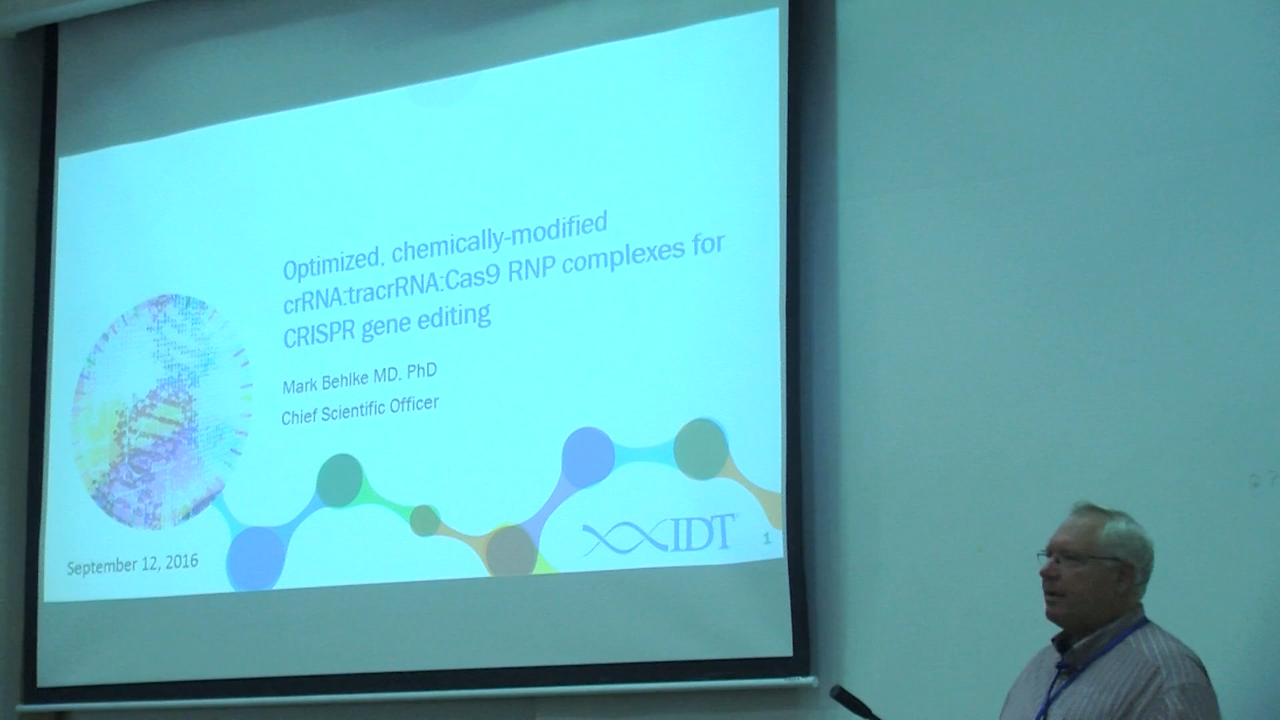 Optimized, chemically-modified
crRNA:tracrRNA:Cas9 RNP complexes for
CRISPR gene editing
Mark Behlke MD. PhD
Chief Scientific Officer
IDT
September 12, 2016
1